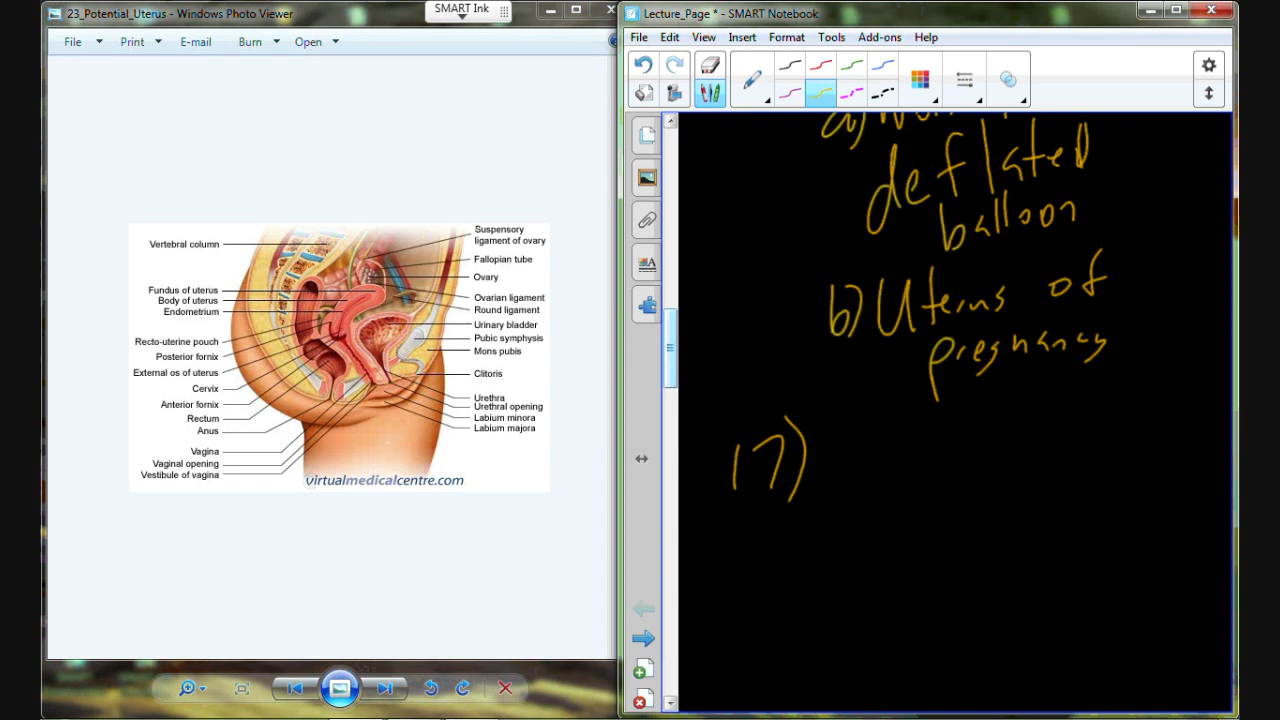 23_Potential_Uterus - Windows Photo Viewer
SMART Ink
File Print E-mail Burn Open
Vertebral column
Fundus of uterus
Body of uterus
Endometrium
Recto-uterine pouch
Posterior fornix
External os of uterus
Cervix
Anterior fornix
Rectum
Anus
Vagina
Vaginal opening
Vestibule of vagina
Suspensory
ligament of ovary
Fallopian tube
Ovary
Ovarian ligament
Round ligament
Urinary bladder
Pubic symphysis
Mons pubis
Clitoris
Urethra
Urethral opening
Labium minora
Labium majora
virtualmedicalcentre.com
Lecture_Page * - SMART Notebook
File Edit View Insert Format Tools Add-ons Help
a)
deflated
balloon
b) Uterus of
pregnancy
17)